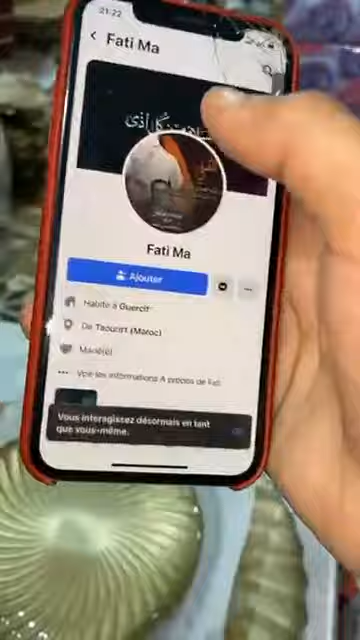 21:22
Fati Ma
Fati Ma
Ajouter
Habite à Guercif
De Taourirt (Maroc)
Marié(e)
Voir les informations À propos de Fati
Vous interagissez désormais en tant
que vous-même.